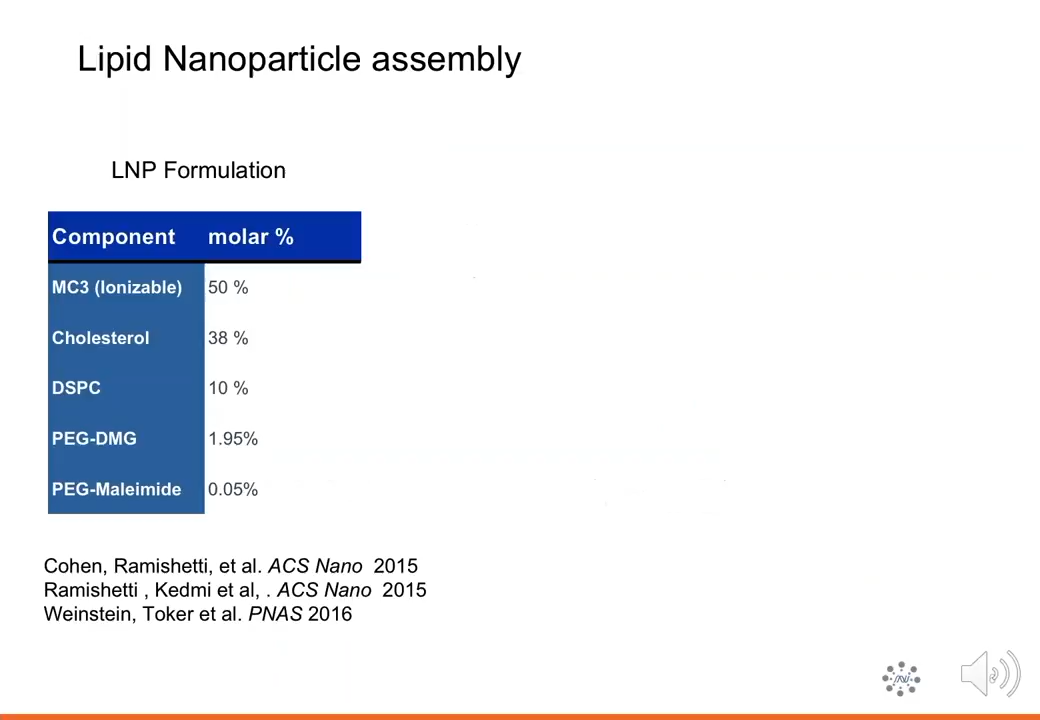 Lipid Nanoparticle assembly
LNP Formulation
Component molar %
MC3 (Ionizable) 50 %
Cholesterol 38 %
DSPC 10 %
PEG-DMG 1.95%
PEG-Maleimide 0.05%
Cohen, Ramishetti, et al. ACS Nano 2015
Ramishetti , Kedmi et al, . ACS Nano 2015
Weinstein, Toker et al. PNAS 2016